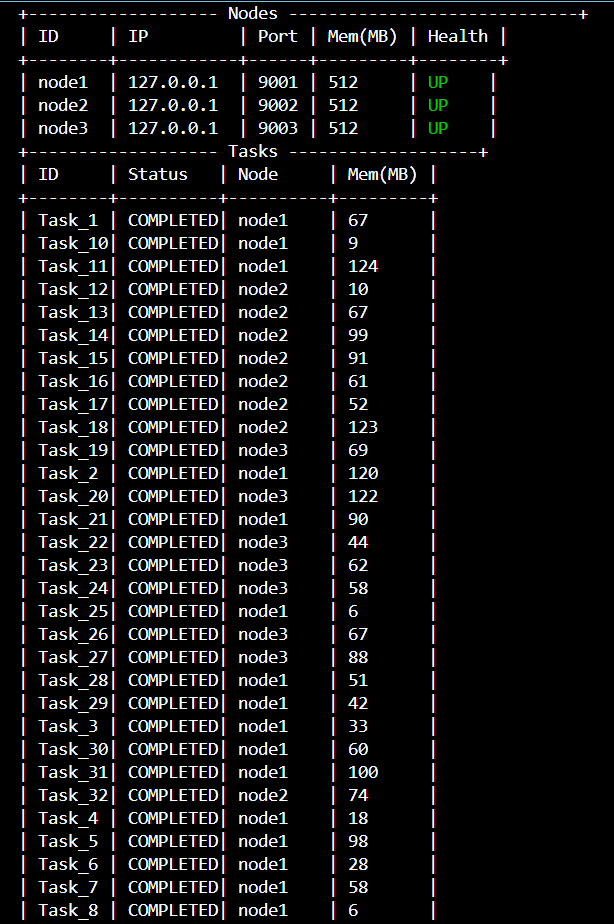 +------------------- Nodes -----------------------------+
| ID     | IP         | Port | Mem(MB) | Health |
+--------+------------+------+---------+--------+
| node1  | 127.0.0.1  | 9001 | 512     | UP    |
| node2  | 127.0.0.1  | 9002 | 512     | UP    |
| node3  | 127.0.0.1  | 9003 | 512     | UP    |
+------------------- Tasks -------------------+
| ID     | Status   | Node     | Mem(MB) |
+--------+----------+----------+---------+
| Task_1 | COMPLETED| node1    | 67      |
| Task_10| COMPLETED| node1    | 9       |
| Task_11| COMPLETED| node1    | 124     |
| Task_12| COMPLETED| node2    | 10      |
| Task_13| COMPLETED| node2    | 67      |
| Task_14| COMPLETED| node2    | 99      |
| Task_15| COMPLETED| node2    | 91      |
| Task_16| COMPLETED| node2    | 61      |
| Task_17| COMPLETED| node2    | 52      |
| Task_18| COMPLETED| node2    | 123     |
| Task_19| COMPLETED| node3    | 69      |
| Task_2 | COMPLETED| node1    | 120     |
| Task_20| COMPLETED| node3    | 122     |
| Task_21| COMPLETED| node1    | 90      |
| Task_22| COMPLETED| node3    | 44      |
| Task_23| COMPLETED| node3    | 62      |
| Task_24| COMPLETED| node3    | 58      |
| Task_25| COMPLETED| node1    | 6       |
| Task_26| COMPLETED| node3    | 67      |
| Task_27| COMPLETED| node3    | 88      |
| Task_28| COMPLETED| node1    | 51      |
| Task_29| COMPLETED| node1    | 42      |
| Task_3 | COMPLETED| node1    | 33      |
| Task_30| COMPLETED| node1    | 60      |
| Task_31| COMPLETED| node1    | 100     |
| Task_32| COMPLETED| node2    | 74      |
| Task_4 | COMPLETED| node1    | 18      |
| Task_5 | COMPLETED| node1    | 98      |
| Task_6 | COMPLETED| node1    | 28      |
| Task_7 | COMPLETED| node1    | 58      |
| Task_8 | COMPLETED| node1    | 6       |